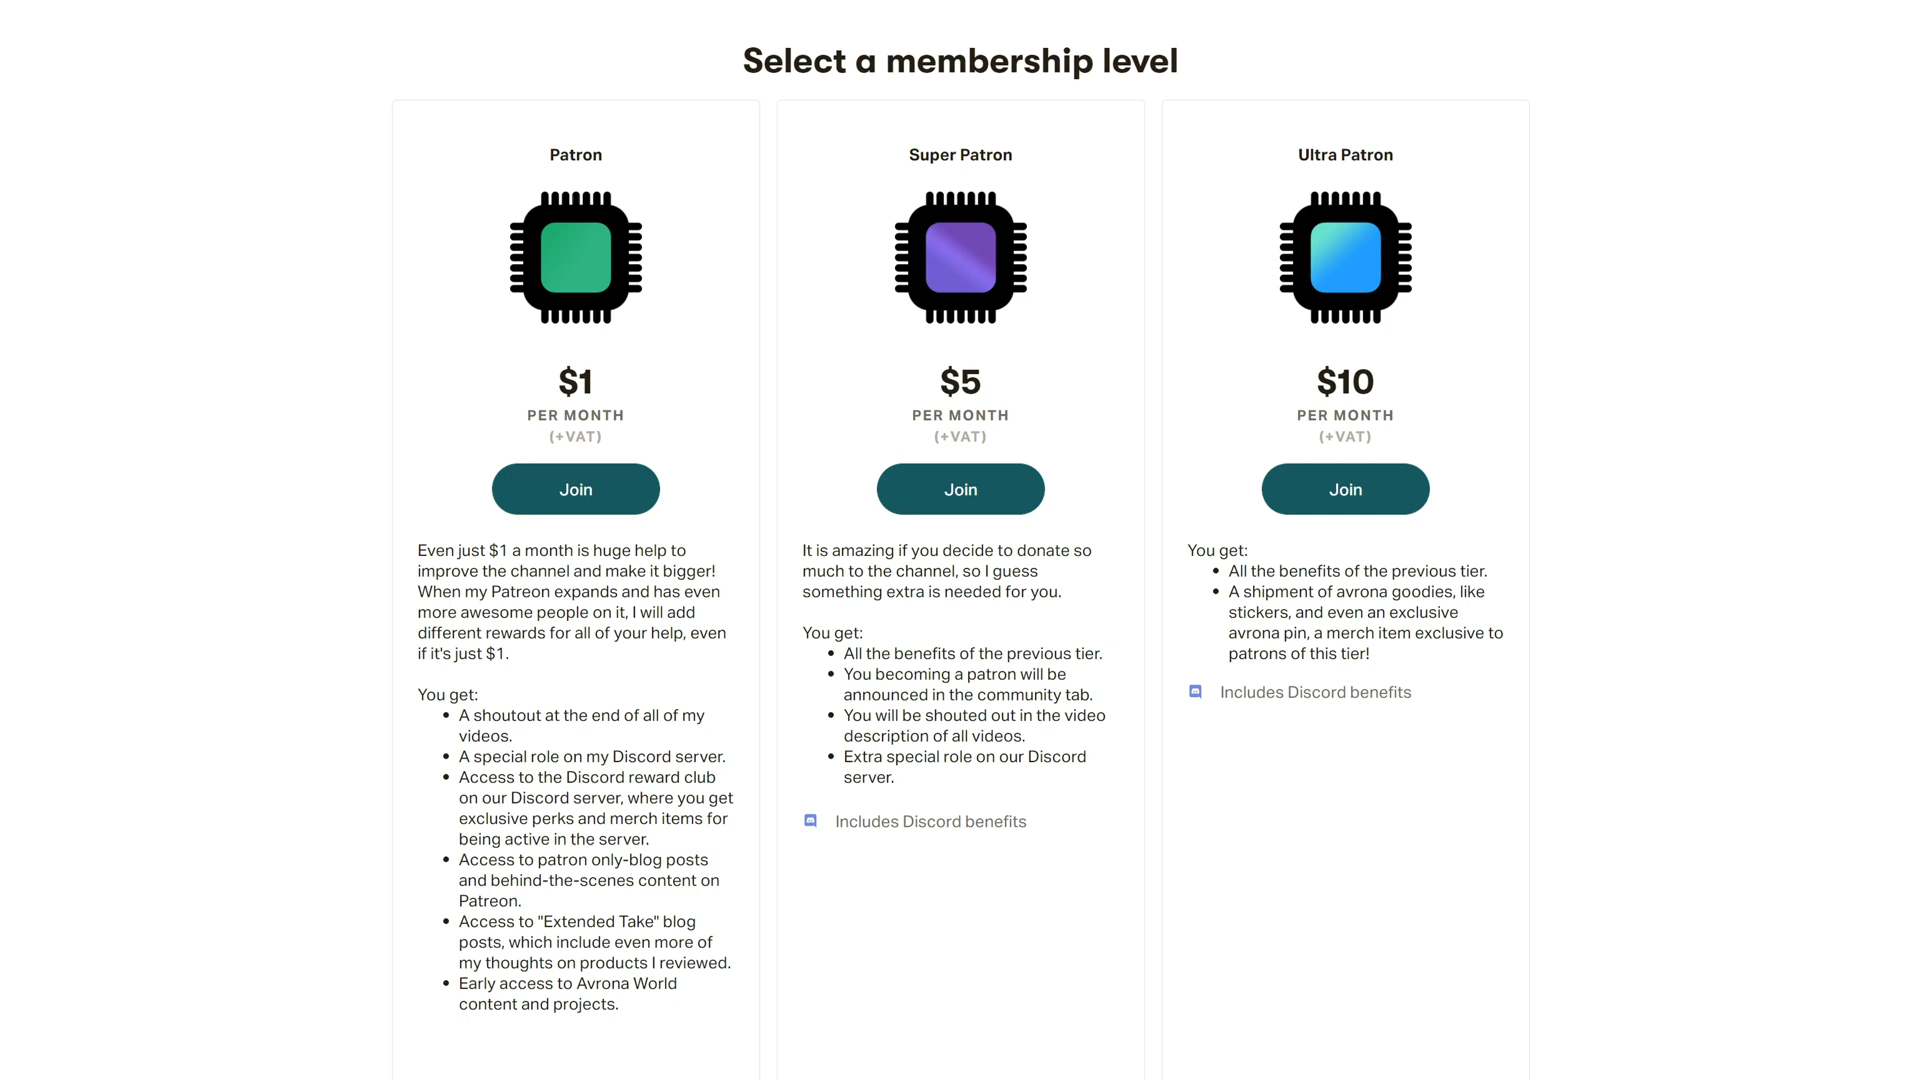 Select a membership level
Patron
$1
PER MONTH
(+VAT)
Join
Even just $1 a month is huge help to
improve the channel and make it bigger!
When my Patreon expands and has even
more awesome people on it, I will add
different rewards for all of your help, even
if it's just $1.
You get:
• A shoutout at the end of all of my
videos.
• A special role on my Discord server.
• Access to the Discord reward club
on our Discord server, where you get
exclusive perks and merch items for
being active in the server.
• Access to patron only-blog posts
and behind-the-scenes content on
Patreon.
• Access to "Extended Take" blog
posts, which include even more of
my thoughts on products I reviewed.
• Early access to Avrona World
content and projects.
Super Patron
$5
PER MONTH
(+VAT)
Join
It is amazing if you decide to donate so
much to the channel, so I guess
something extra is needed for you.
You get:
• All the benefits of the previous tier.
• You becoming a patron will be
announced in the community tab.
• You will be shouted out in the video
description of all videos.
• Extra special role on our Discord
server.
Includes Discord benefits
Ultra Patron
$10
PER MONTH
(+VAT)
Join
You get:
• All the benefits of the previous tier.
• A shipment of avrona goodies, like
stickers, and even an exclusive
avrona pin, a merch item exclusive to
patrons of this tier!
Includes Discord benefits